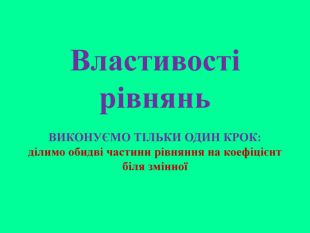 Властивості
рівнянь
ВИКОНУЄМО ТІЛЬКИ ОДИН КРОК:
ділимо обидві частини рівняння на коефіцієнт
біля змінної